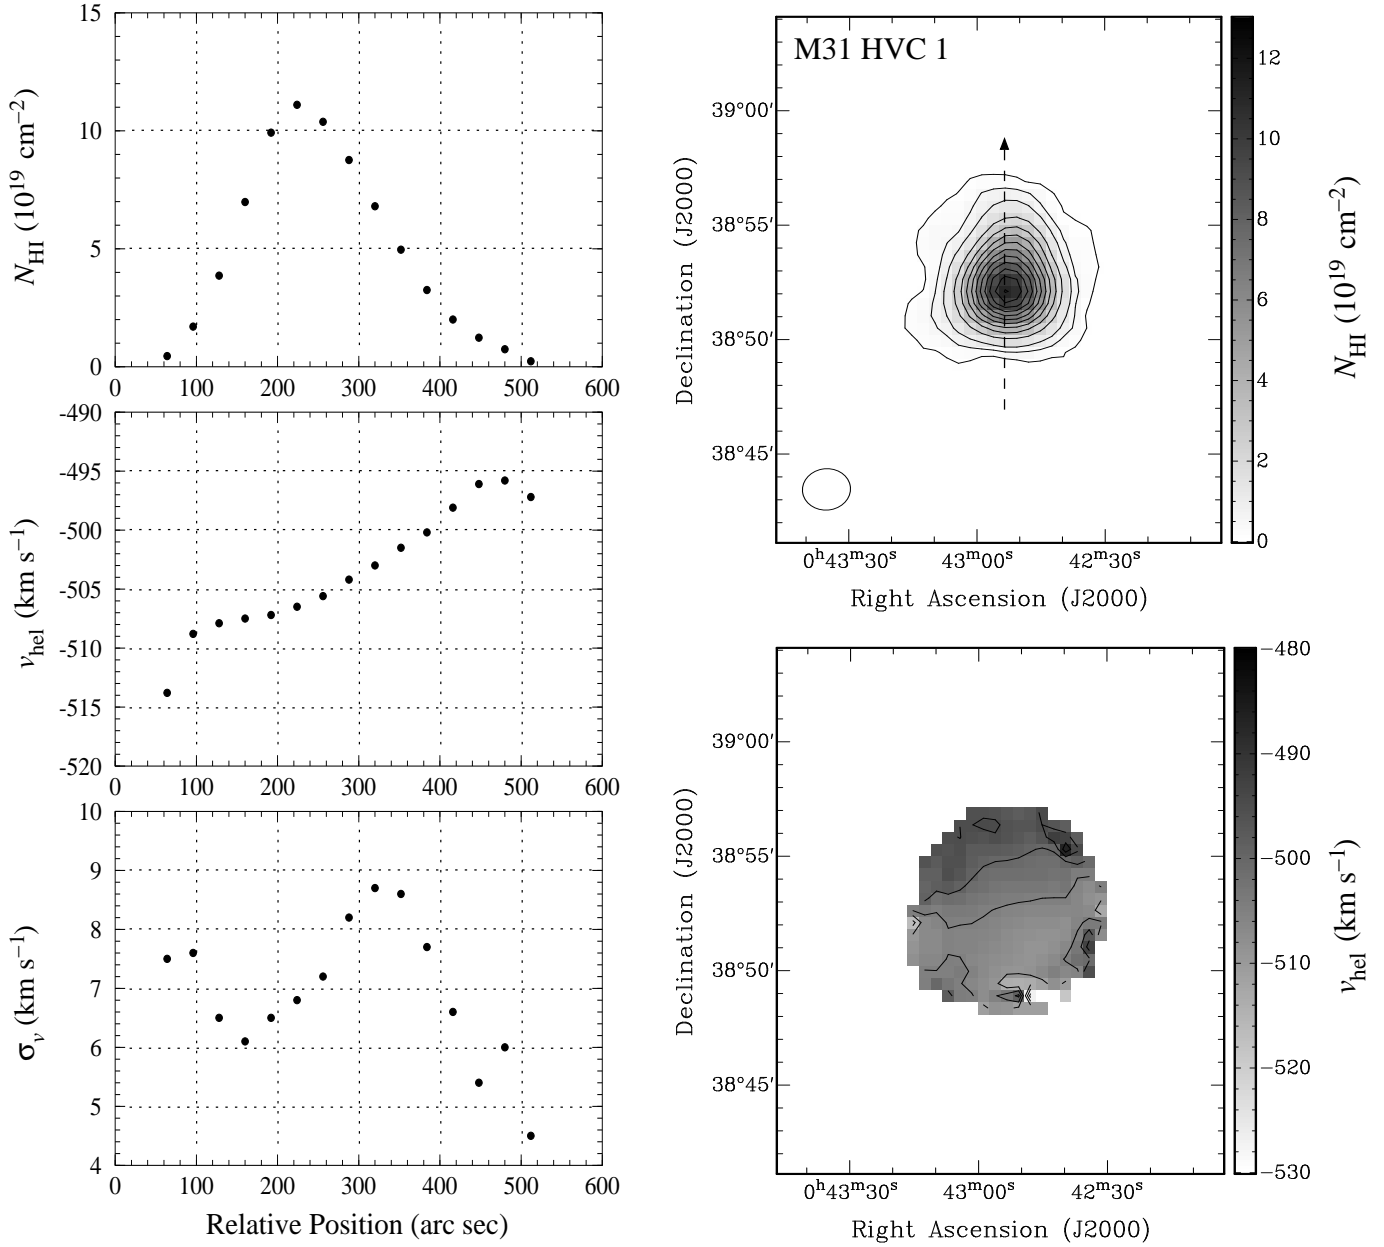 15
10
5
0
N_HI (10^19 cm^−2)
0 100 200 300 400 500 600
-490
-495
-500
-505
-510
-515
-520
v_hel (km s^−1)
0 100 200 300 400 500 600
10
9
8
7
6
5
4
σ_v (km s^−1)
0 100 200 300 400 500 600
Relative Position (arc sec)
M31 HVC 1
39°00′
38°55′
38°50′
38°45′
Declination (J2000)
0^h43^m30^s 43^m00^s 42^m30^s
Right Ascension (J2000)
12
10
8
6
4
2
0
N_HI (10^19 cm^−2)
39°00′
38°55′
38°50′
38°45′
Declination (J2000)
0^h43^m30^s 43^m00^s 42^m30^s
Right Ascension (J2000)
−480
−490
−500
−510
−520
−530
v_hel (km s^−1)